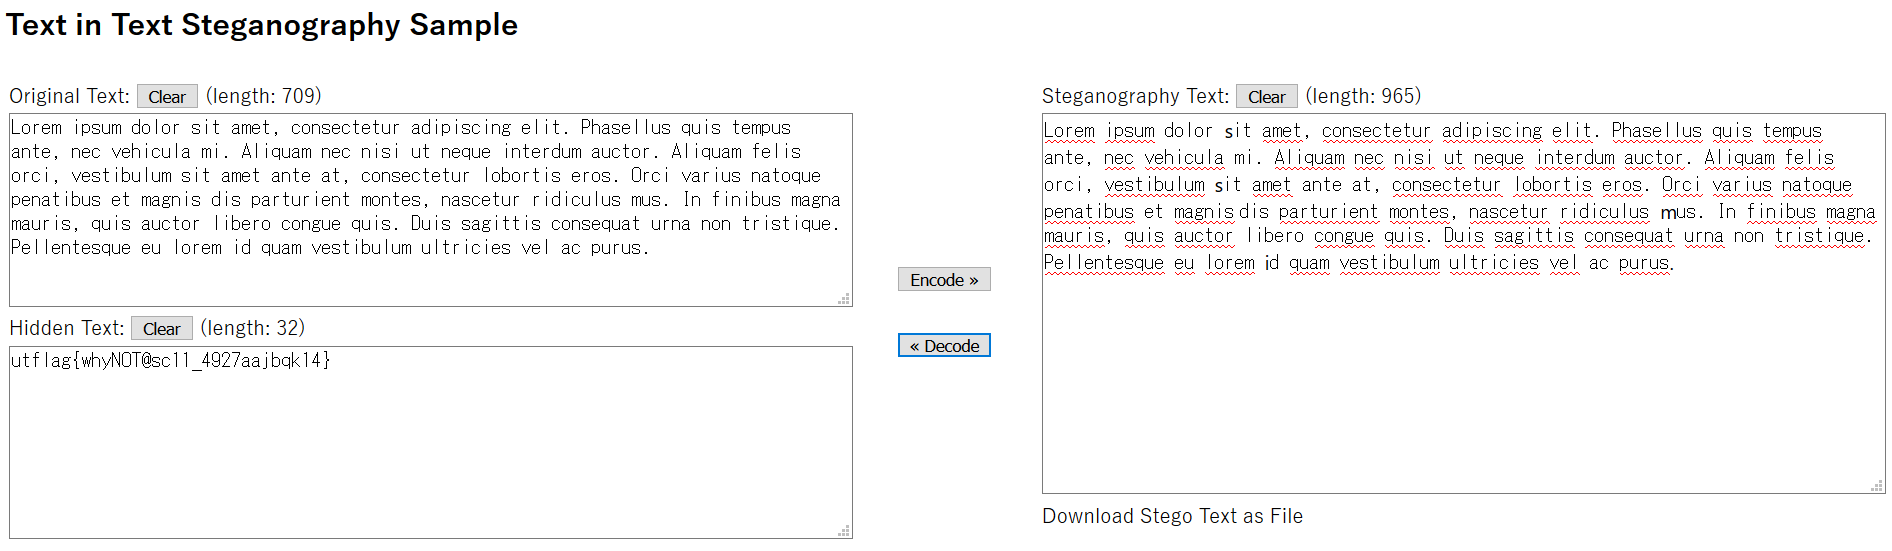 Text in Text Steganography Sample
Original Text: Clear (length: 709)
Lorem ipsum dolor sit amet, consectetur adipiscing elit. Phasellus quis tempus
ante, nec vehicula mi. Aliquam nec nisi ut neque interdum auctor. Aliquam felis
orci, vestibulum sit amet ante at, consectetur lobortis eros. Orci varius natoque
penatibus et magnis dis parturient montes, nascetur ridiculus mus. In finibus magna
mauris, quis auctor libero congue quis. Duis sagittis consequat urna non tristique.
Pellentesque eu lorem id quam vestibulum ultricies vel ac purus.
Hidden Text: Clear (length: 32)
utflag{whyNOT@sc11_4927aajbqk14}
Encode »
« Decode
Steganography Text: Clear (length: 965)
Lorem ipsum dolor sit amet, consectetur adipiscing elit. Phasellus quis tempus
ante, nec vehicula mi. Aliquam nec nisi ut neque interdum auctor. Aliquam felis
orci, vestibulum sit amet ante at, consectetur lobortis eros. Orci varius natoque
penatibus et magnis dis parturient montes, nascetur ridiculus mus. In finibus magna
mauris, quis auctor libero congue quis. Duis sagittis consequat urna non tristique.
Pellentesque eu lorem id quam vestibulum ultricies vel ac purus.
Download Stego Text as File